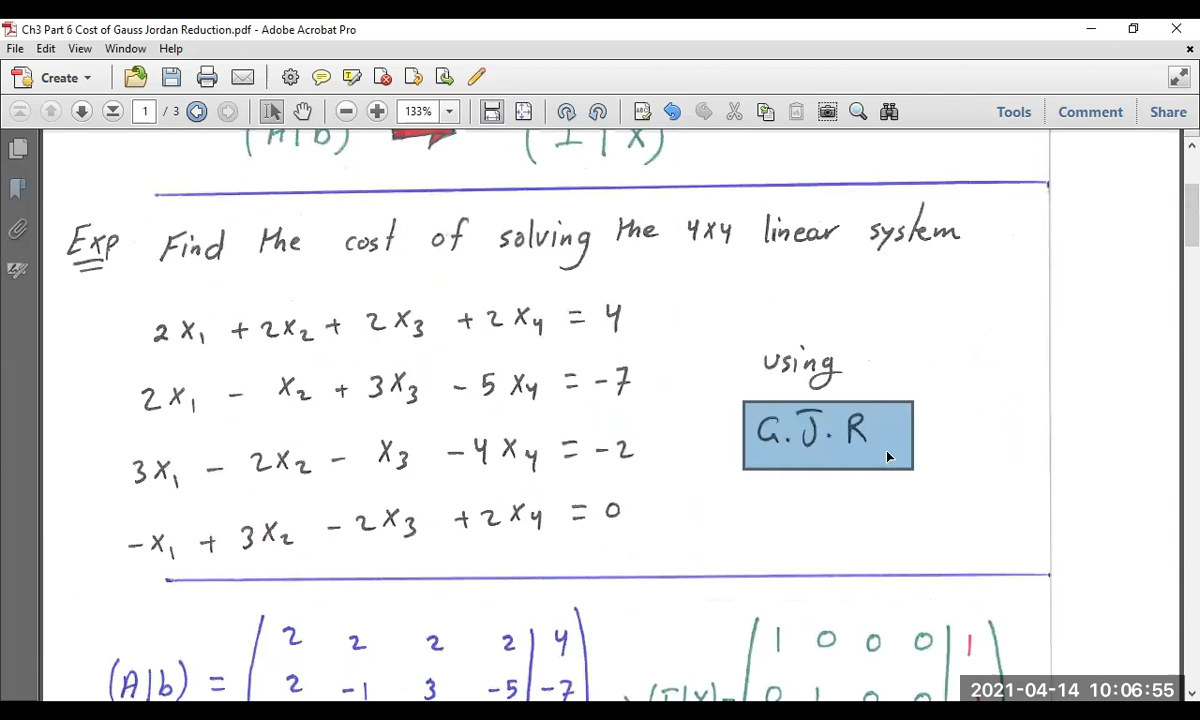 Ch3 Part 6 Cost of Gauss Jordan Reduction.pdf - Adobe Acrobat Pro
File Edit View Window Help
Create
1 / 3 133% Tools Comment Share
(A|b) (I|X)
Exp Find the cost of solving the 4x4 linear system
2x₁ + 2x₂ + 2x₃ + 2x₄ = 4
using
2x₁ - x₂ + 3x₃ - 5x₄ = -7
G.J.R
3x₁ - 2x₂ - x₃ - 4x₄ = -2
-x₁ + 3x₂ - 2x₃ + 2x₄ = 0
2 2 2 2 | 4 1 0 0 0 | 1
(A|b) = 2 -1 3 -5 | -7 (I|X) = 0 1 0 0
2021-04-14 10:06:55